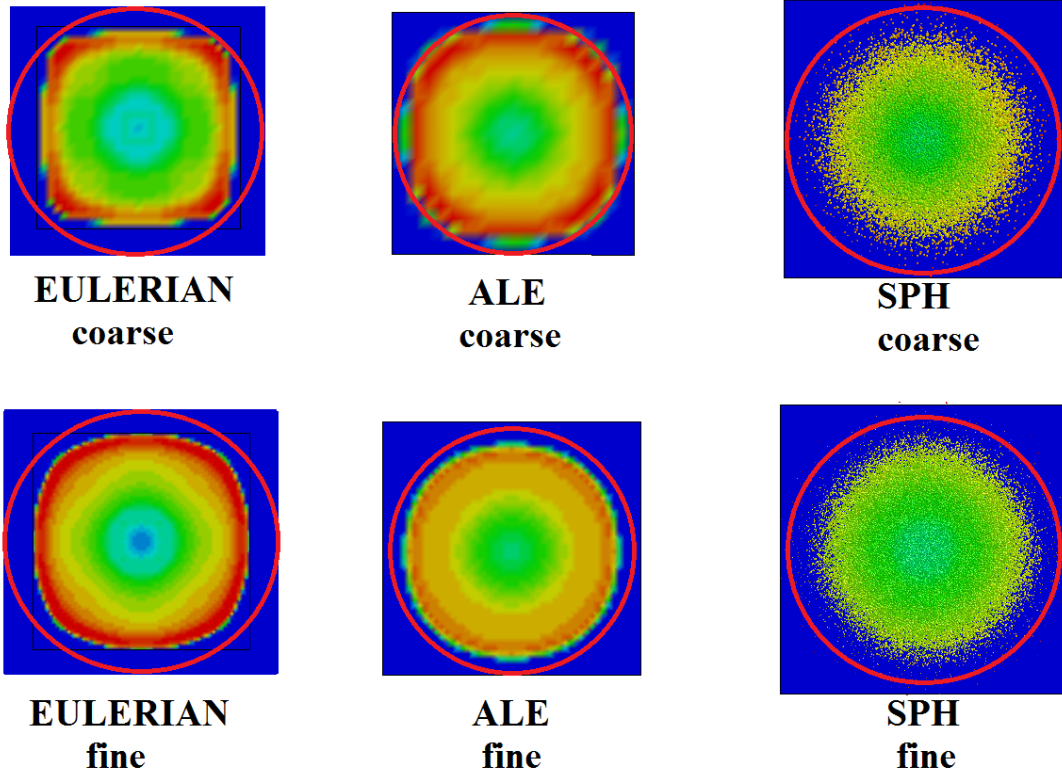 EULERIAN
coarse
ALE
coarse
SPH
coarse
EULERIAN
fine
ALE
fine
SPH
fine